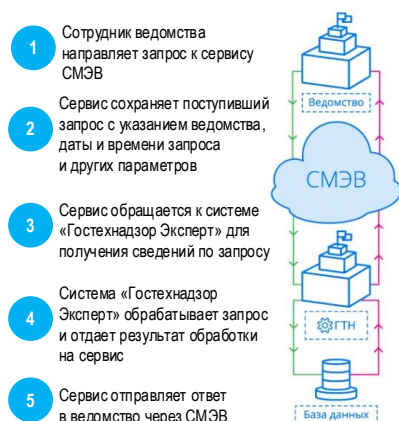 1
Сотрудник ведомства
направляет запрос к сервису
СМЭВ
2
Сервис сохраняет поступивший
запрос с указанием ведомства,
даты и времени запроса
и других параметров
3
Сервис обращается к системе
«Гостехнадзор Эксперт» для
получения сведений по запросу
4
Система «Гостехнадзор
Эксперт» обрабатывает запрос
и отдает результат обработки
на сервис
5
Сервис отправляет ответ
в ведомство через СМЭВ
Ведомство
СМЭВ
ГТН
База данных